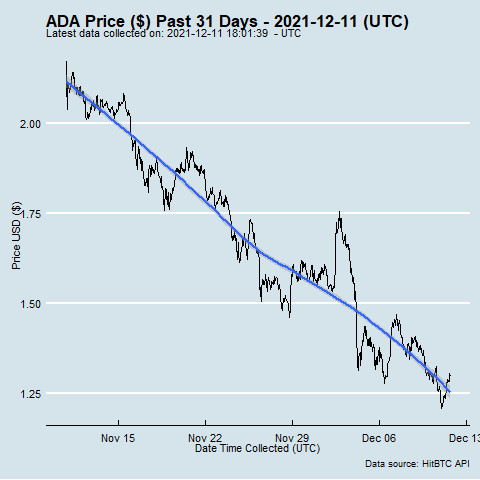 ADA Price ($) Past 31 Days - 2021-12-11 (UTC)
Latest data collected on: 2021-12-11 18:01:39 - UTC
2.00
1.75
1.50
1.25
Price USD ($)
Nov 15 Nov 22 Nov 29 Dec 06 Dec 13
Date Time Collected (UTC)
Data source: HitBTC API